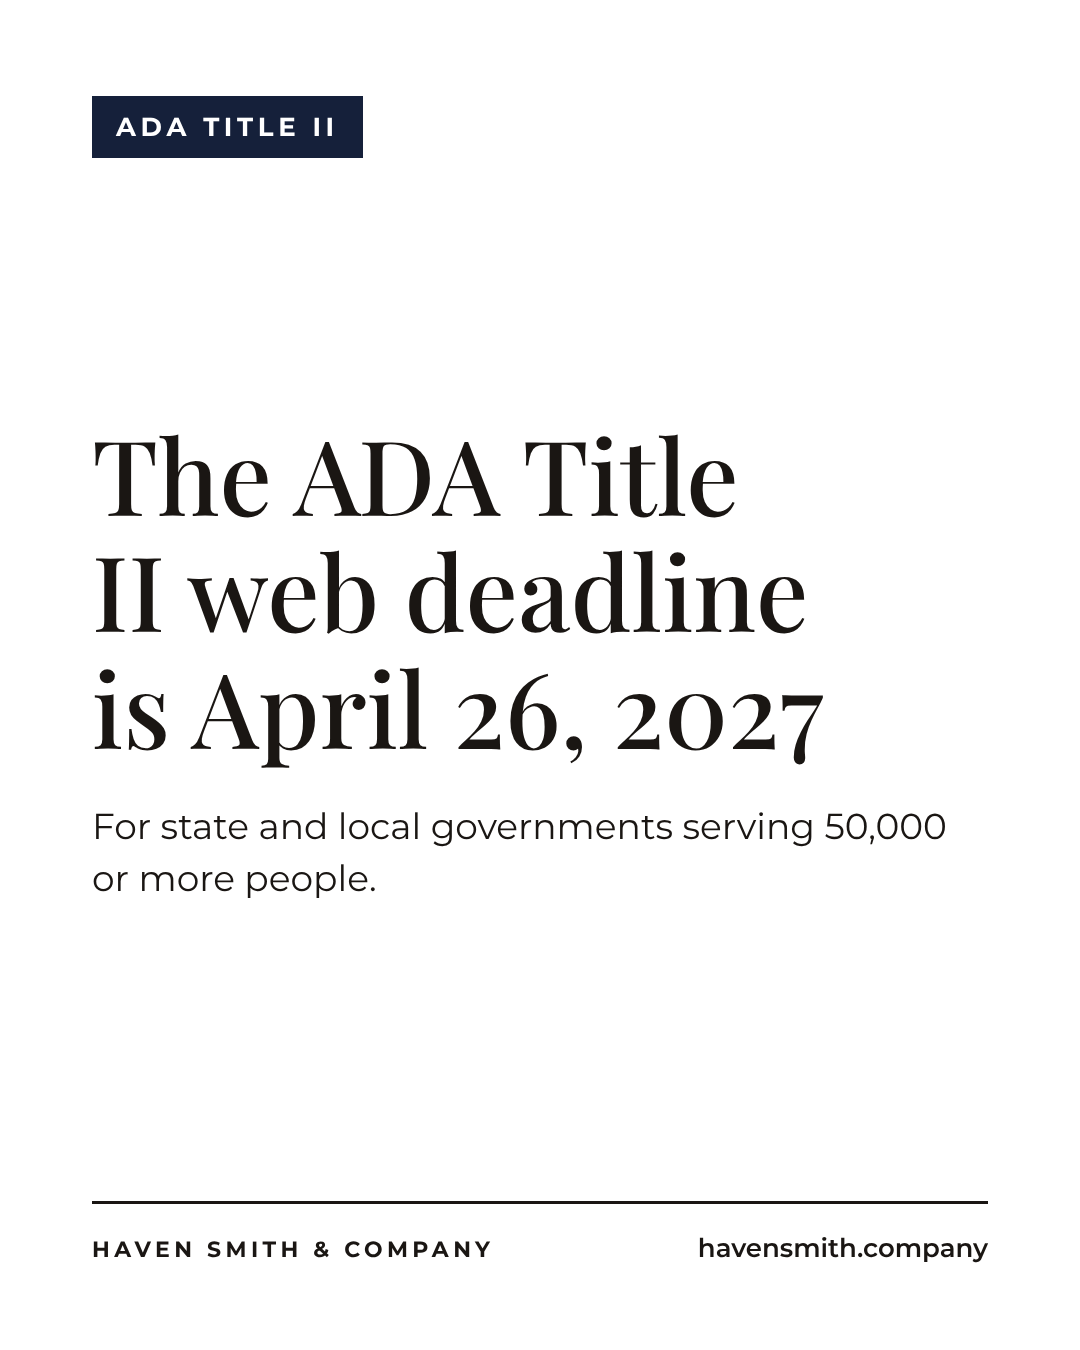 ADA TITLE II
The ADA Title
II web deadline
is April 26, 2027
For state and local governments serving 50,000
or more people.
HAVEN SMITH & COMPANY
havensmith.company